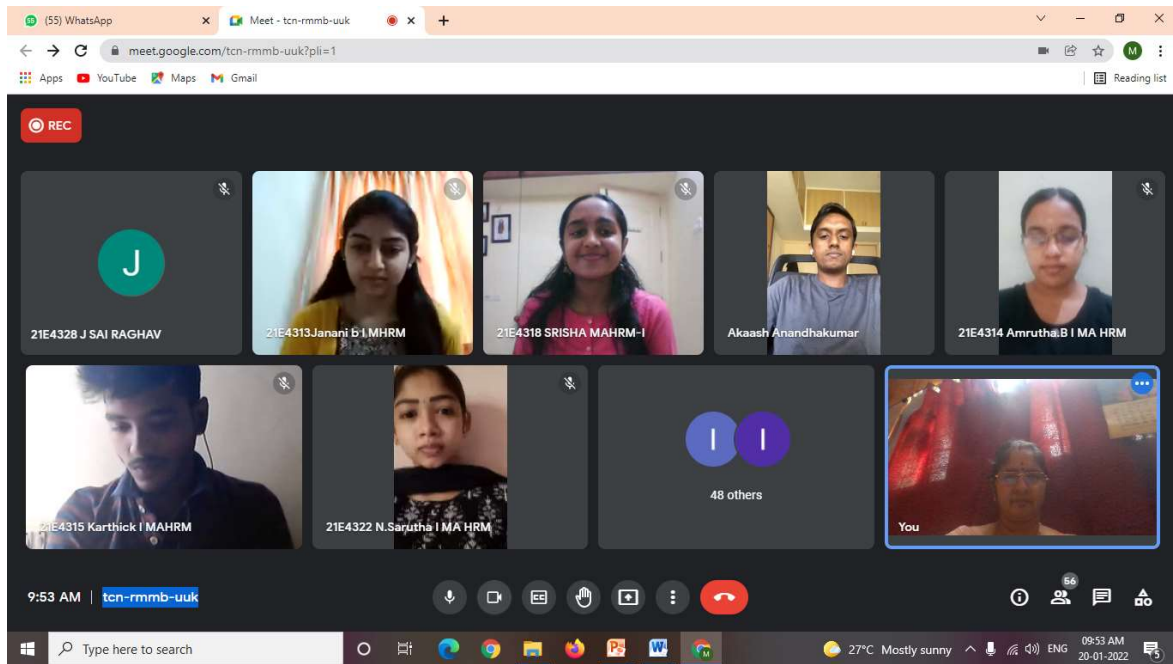 (55) WhatsApp
Meet - tcn-rmmb-uuk
meet.google.com/tcn-rmmb-uuk?pli=1
M
Apps
YouTube
Maps
Gmail
Reading list
REC
J
21E4328 J SAI RAGHAV
21E4313Janani b I MHRM
21E4318 SRISHA MAHRM-I
Akaash Anandhakumar
21E4314 Amrutha.B I MA HRM
21E4315 Karthick I MAHRM
21E4322 N.Sarutha I MA HRM
I I
48 others
You
9:53 AM | tcn-rmmb-uuk
56
Type here to search
27°C Mostly sunny
ENG
09:53 AM
20-01-2022
5